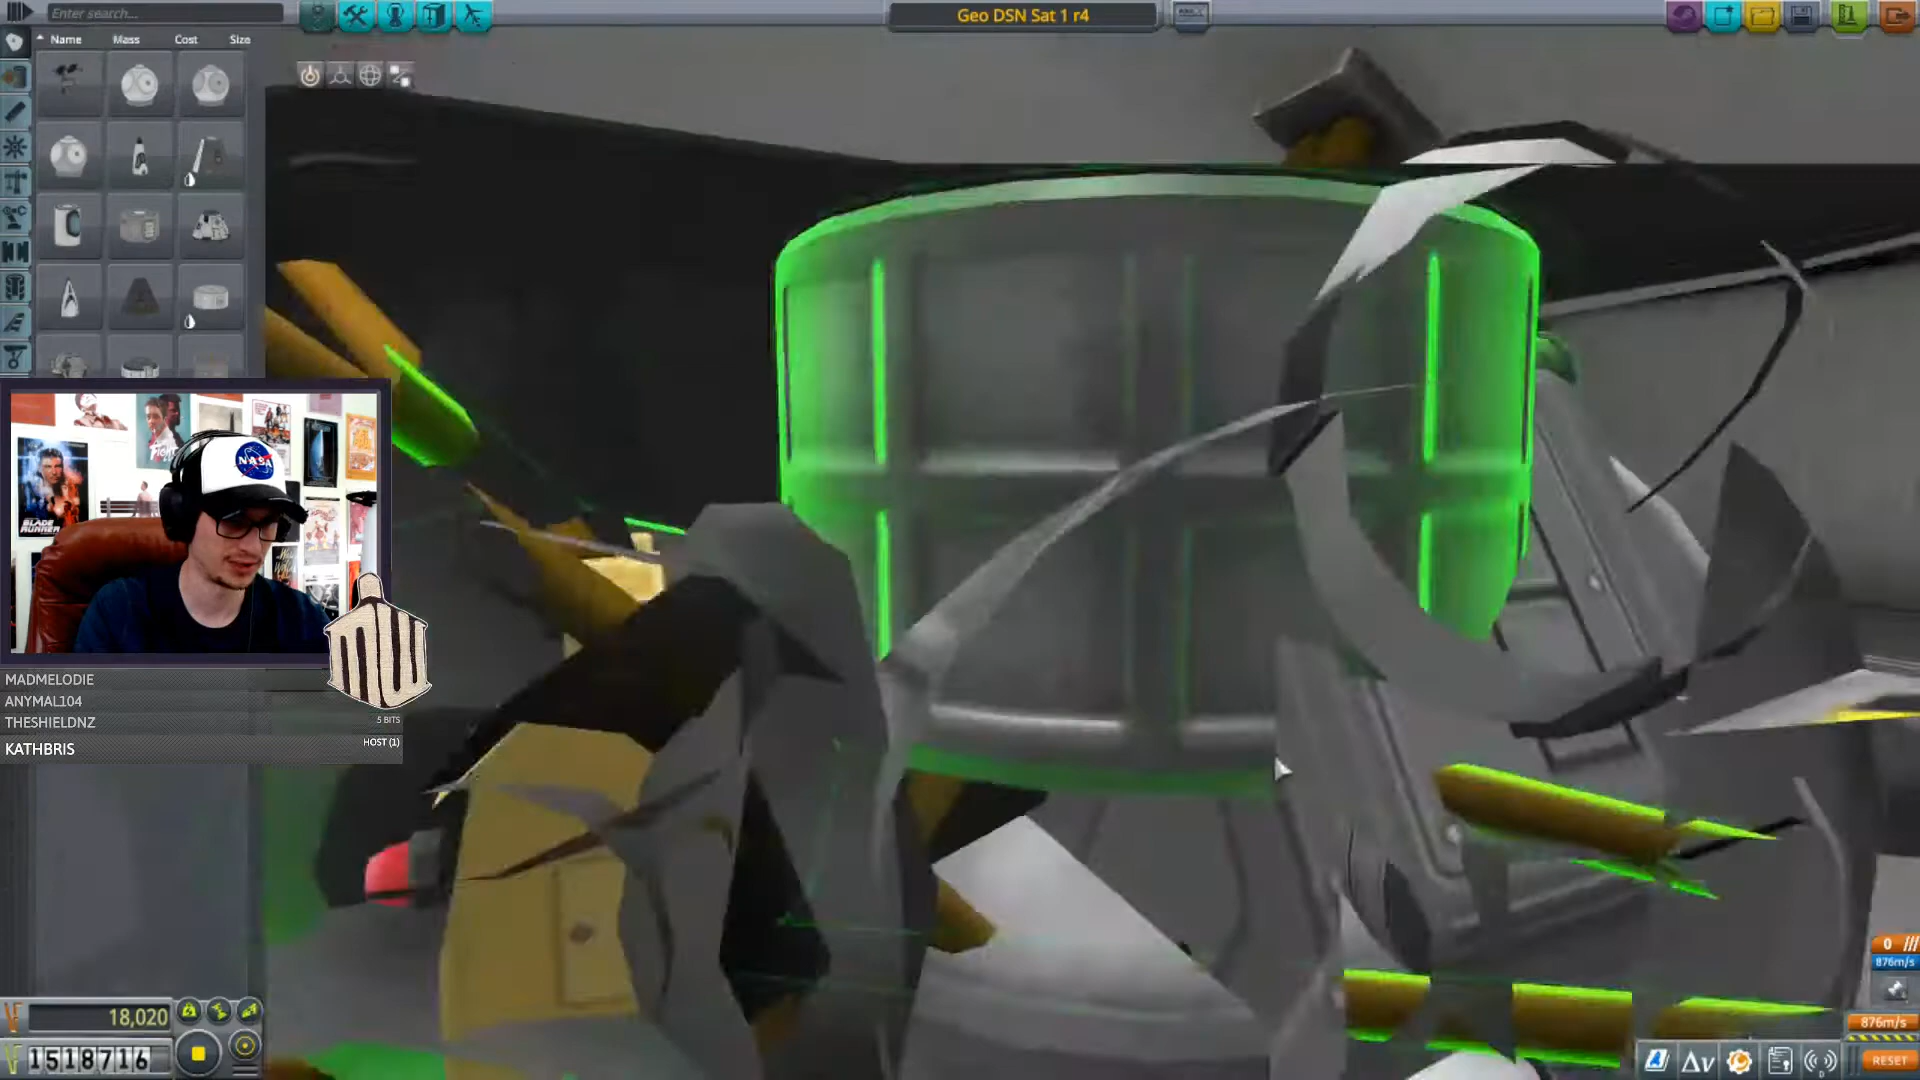 Enter search...
Geo DSN Sat 1 r4
Name Mass Cost Size
NASA
BLADE RUNNER
MADMELODIE
ANYMAL104
THESHIELDNZ 5 BITS
KATHBRIS HOST (1)
0
876m/s
18,020
1518716
876m/s
Δv
RESET